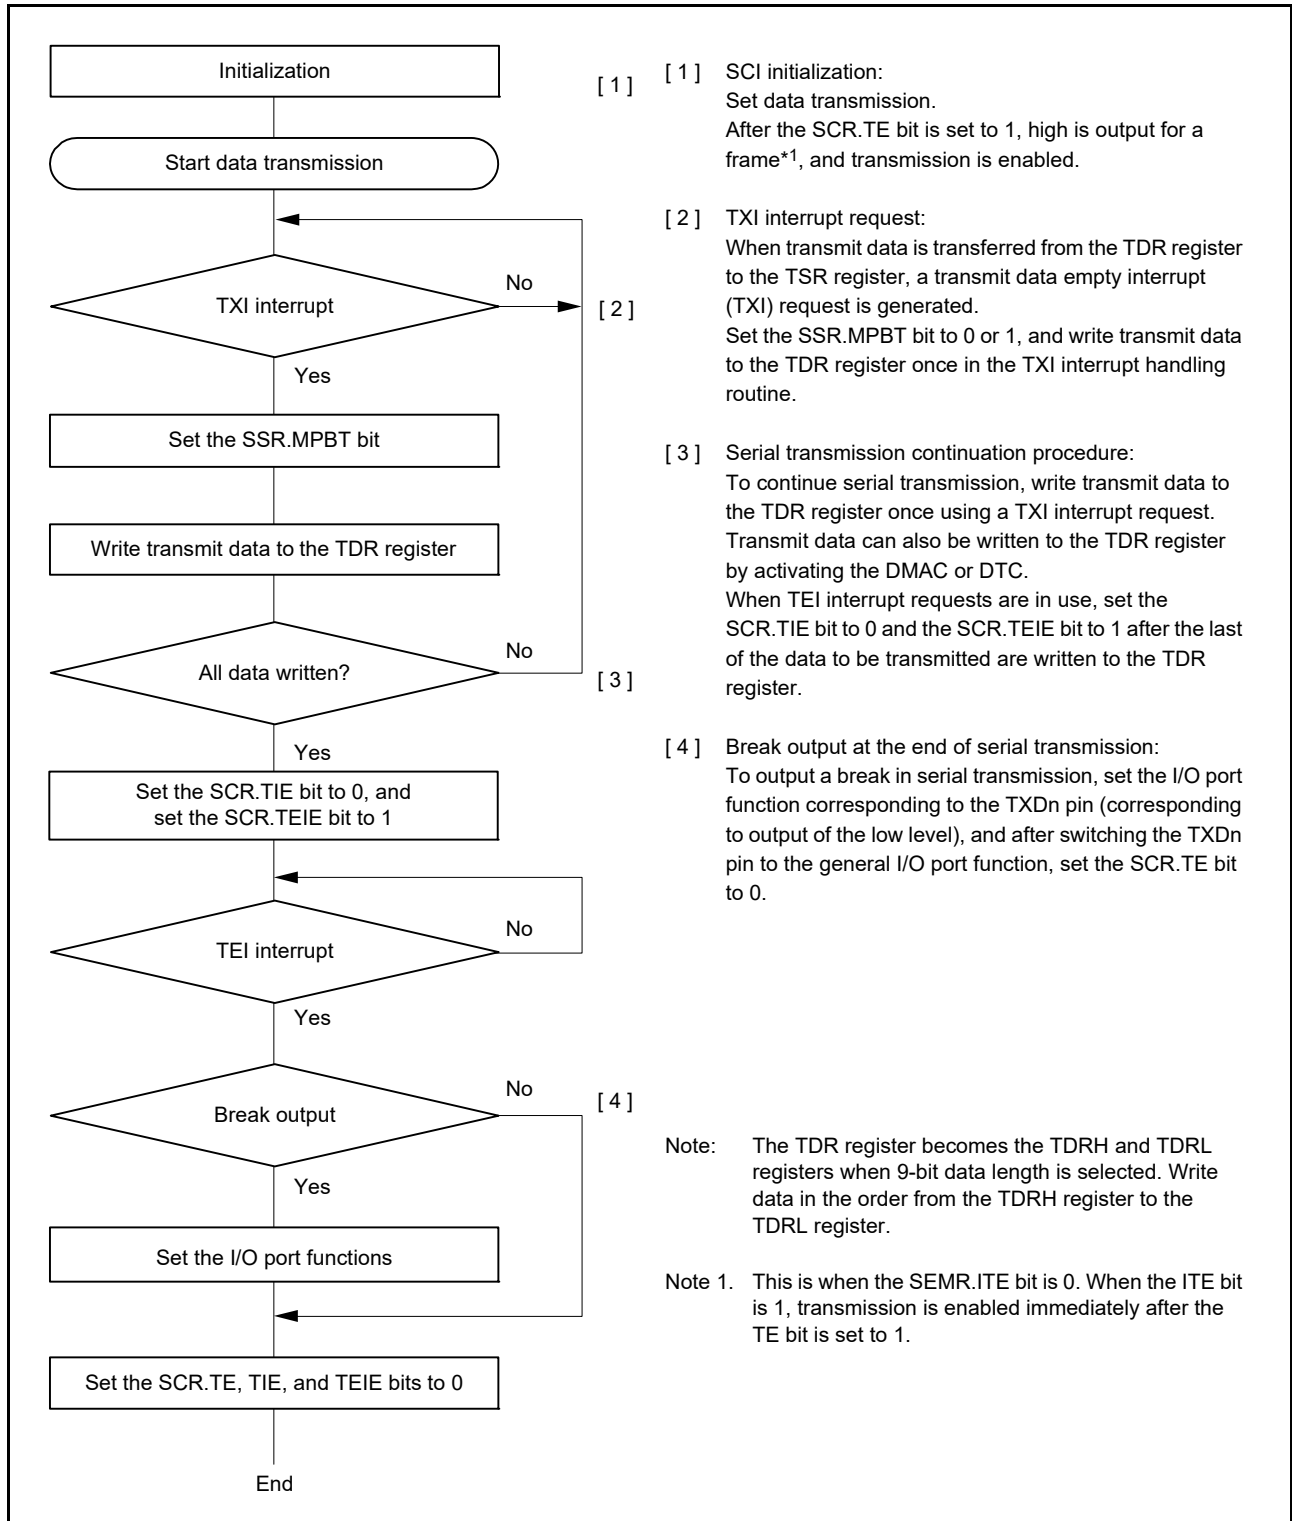 Initialization
[ 1 ]
Start data transmission
TXI interrupt
No
[ 2 ]
Yes
Set the SSR.MPBT bit
Write transmit data to the TDR register
All data written?
No
[ 3 ]
Yes
Set the SCR.TIE bit to 0, and
set the SCR.TEIE bit to 1
TEI interrupt
No
Yes
Break output
No
[ 4 ]
Yes
Set the I/O port functions
Set the SCR.TE, TIE, and TEIE bits to 0
End
[ 1 ] SCI initialization:
Set data transmission.
After the SCR.TE bit is set to 1, high is output for a
frame*1, and transmission is enabled.
[ 2 ] TXI interrupt request:
When transmit data is transferred from the TDR register
to the TSR register, a transmit data empty interrupt
(TXI) request is generated.
Set the SSR.MPBT bit to 0 or 1, and write transmit data
to the TDR register once in the TXI interrupt handling
routine.
[ 3 ] Serial transmission continuation procedure:
To continue serial transmission, write transmit data to
the TDR register once using a TXI interrupt request.
Transmit data can also be written to the TDR register
by activating the DMAC or DTC.
When TEI interrupt requests are in use, set the
SCR.TIE bit to 0 and the SCR.TEIE bit to 1 after the last
of the data to be transmitted are written to the TDR
register.
[ 4 ] Break output at the end of serial transmission:
To output a break in serial transmission, set the I/O port
function corresponding to the TXDn pin (corresponding
to output of the low level), and after switching the TXDn
pin to the general I/O port function, set the SCR.TE bit
to 0.
Note: The TDR register becomes the TDRH and TDRL
registers when 9-bit data length is selected. Write
data in the order from the TDRH register to the
TDRL register.
Note 1. This is when the SEMR.ITE bit is 0. When the ITE bit
is 1, transmission is enabled immediately after the
TE bit is set to 1.